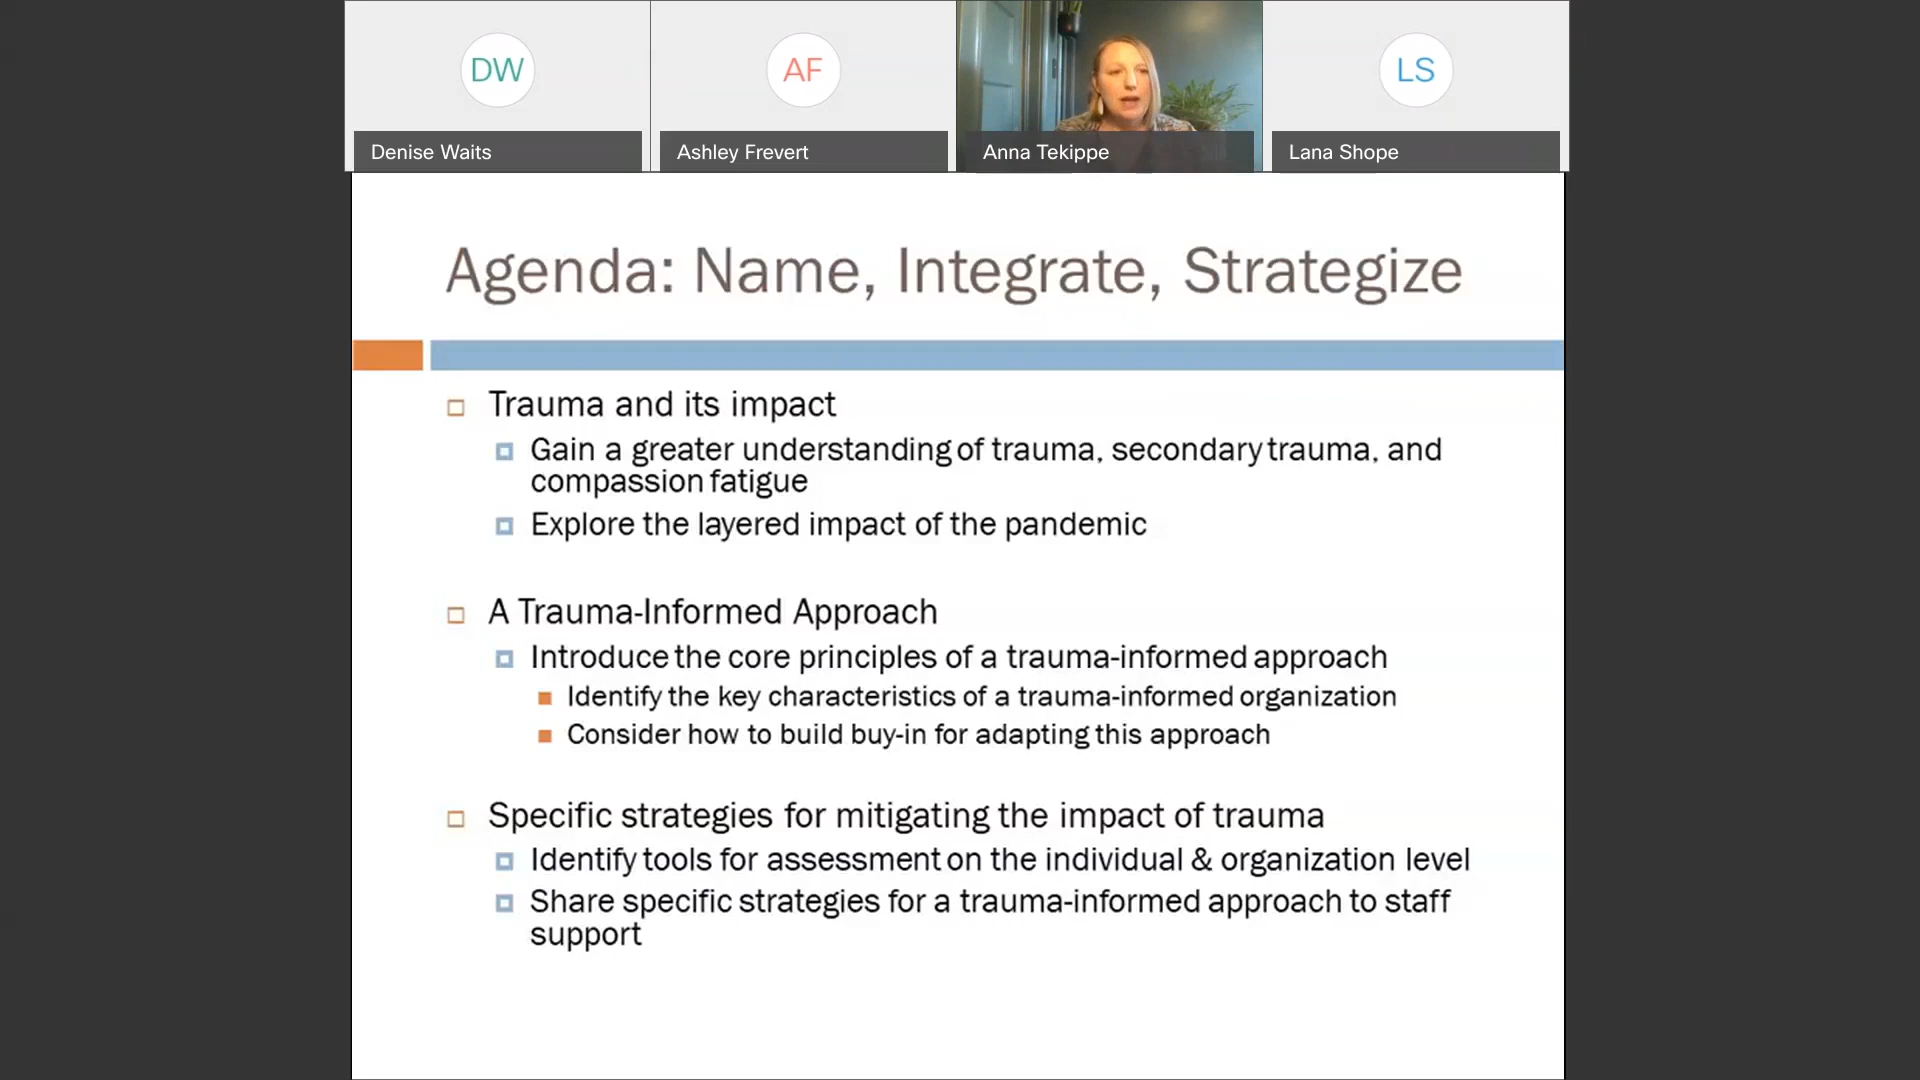 DW
AF
LS
Denise Waits
Ashley Frevert
Anna Tekippe
Lana Shope
Agenda: Name, Integrate, Strategize
Trauma and its impact
Gain a greater understanding of trauma, secondary trauma, and
compassion fatigue
Explore the layered impact of the pandemic
A Trauma-Informed Approach
Introduce the core principles of a trauma-informed approach
Identify the key characteristics of a trauma-informed organization
Consider how to build buy-in for adapting this approach
Specific strategies for mitigating the impact of trauma
Identify tools for assessment on the individual & organization level
Share specific strategies for a trauma-informed approach to staff
support